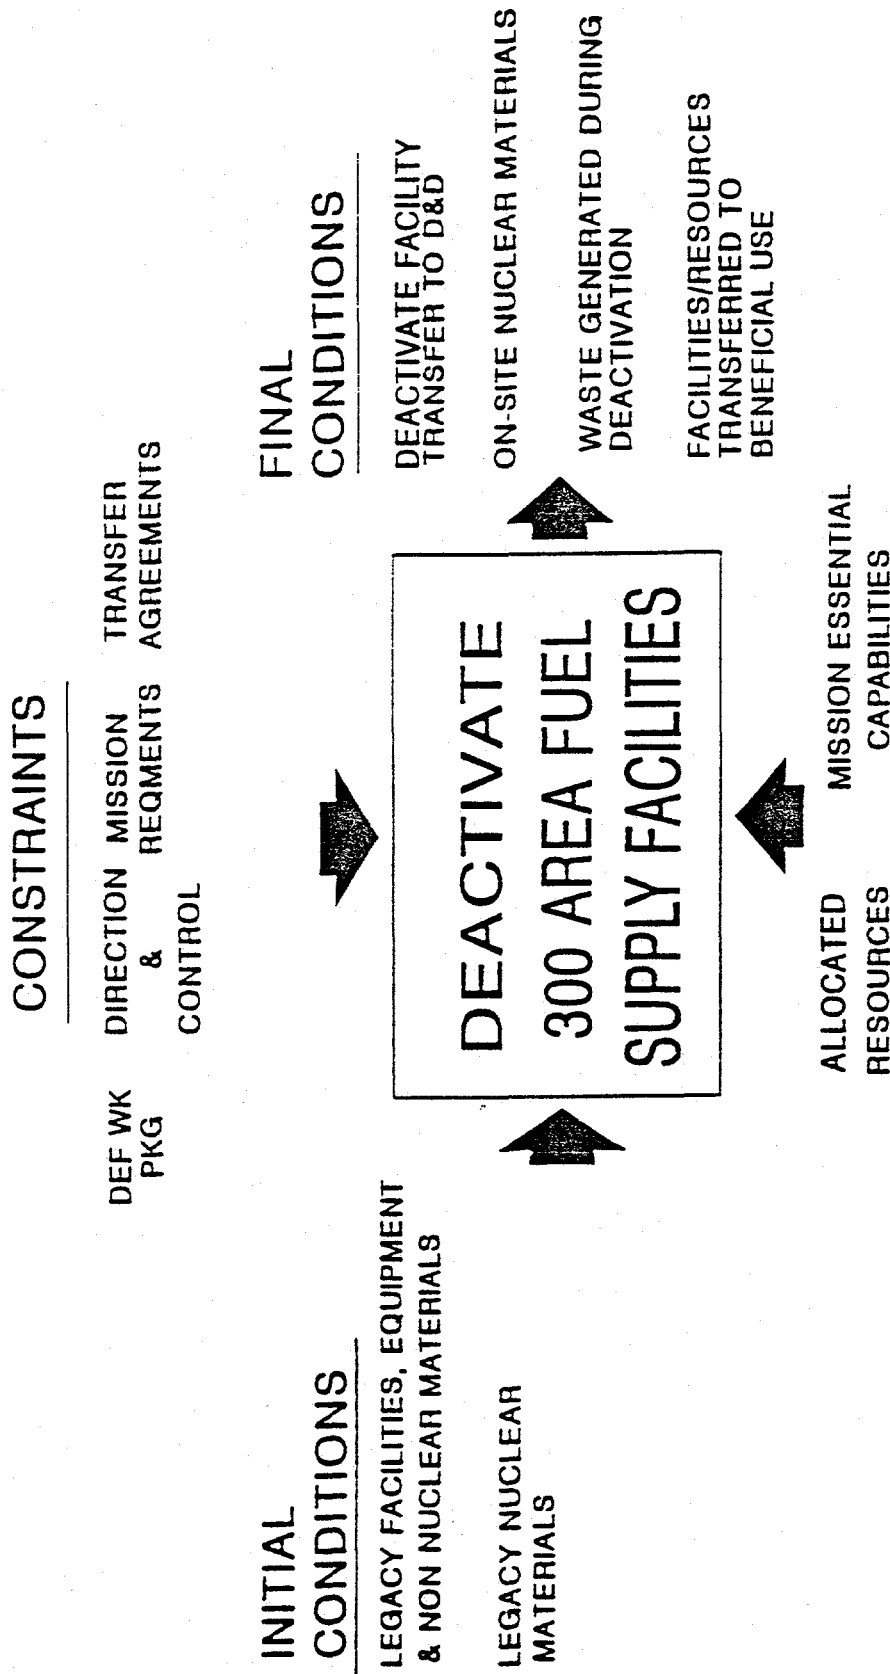 CONSTRAINTS
DEF WK
PKG
DIRECTION
&
CONTROL
MISSION
REQMENTS
TRANSFER
AGREEMENTS
INITIAL
CONDITIONS
LEGACY FACILITIES, EQUIPMENT
& NON NUCLEAR MATERIALS
LEGACY NUCLEAR
MATERIALS
DEACTIVATE
300 AREA FUEL
SUPPLY FACILITIES
FINAL
CONDITIONS
DEACTIVATE FACILITY
TRANSFER TO D&D
ON-SITE NUCLEAR MATERIALS
WASTE GENERATED DURING
DEACTIVATION
FACILITIES/RESOURCES
TRANSFERRED TO
BENEFICIAL USE
ALLOCATED
RESOURCES
MISSION ESSENTIAL
CAPABILITIES